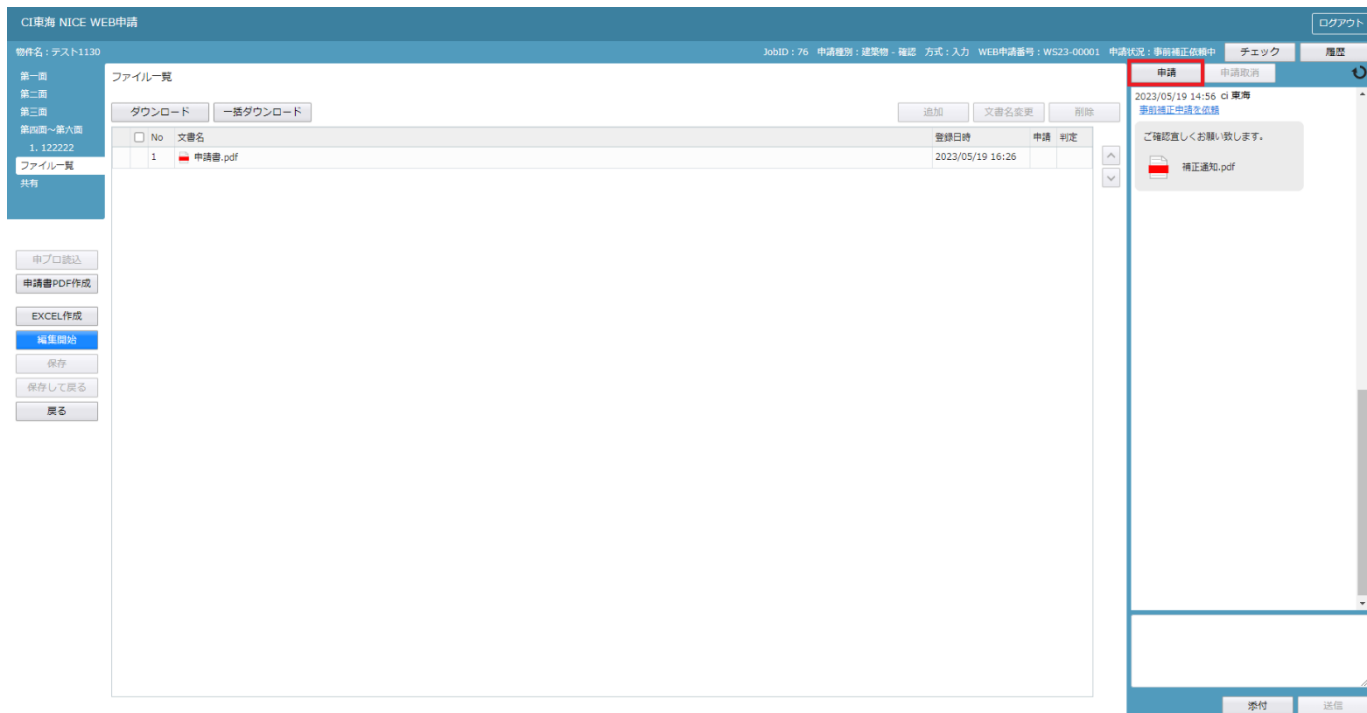 CI東海 NICE WEB申請
ログアウト
物件名：テスト1130
JobID：76 申請種別：建築物 - 確認 方式：入力 WEB申請番号：WS23-00001 申請状況：事前補正依頼中
チェック
履歴
第一面
第二面
第三面
第四面～第六面
1. 122222
ファイル一覧
共有
申プロ読込
申請書PDF作成
EXCEL作成
編集開始
保存
保存して戻る
戻る
ファイル一覧
ダウンロード 一括ダウンロード 追加 文書名変更 削除
No 文書名 登録日時 申請 判定
1 申請書.pdf 2023/05/19 16:26
申請 申請取消
2023/05/19 14:56 ci 東海
事前補正申請を依頼
ご確認宜しくお願い致します。
補正通知.pdf
添付 送信